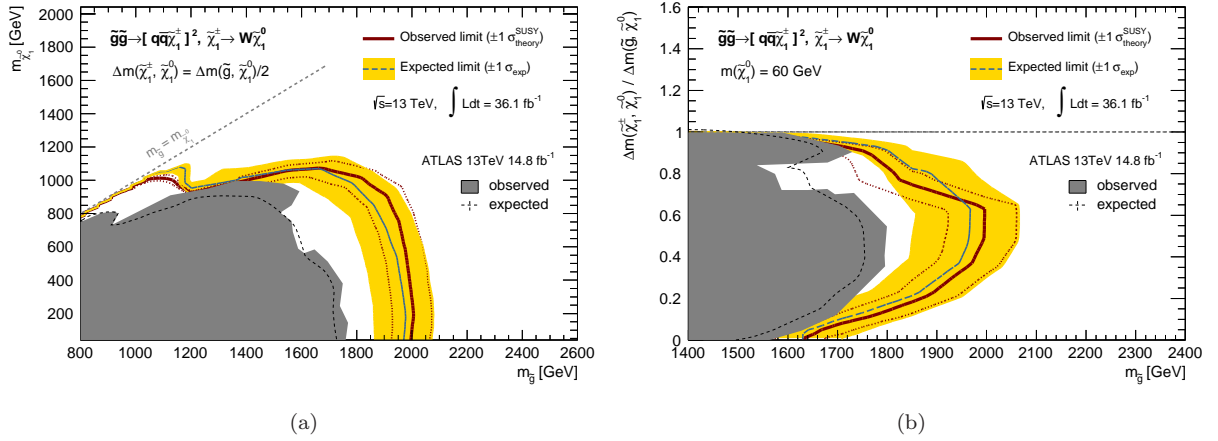 m_χ̃₁⁰ [GeV]
g̃g̃→[ qq̄χ̃₁^± ]², χ̃₁^±→ Wχ̃₁⁰
Δm(χ̃₁^±, χ̃₁⁰) = Δm(g̃, χ̃₁⁰)/2
Observed limit (±1 σ_theory^SUSY)
Expected limit (±1 σ_exp)
√s=13 TeV, ∫ Ldt = 36.1 fb⁻¹
ATLAS 13TeV 14.8 fb⁻¹
observed
expected
m_g̃ = m_χ̃₁⁰
2000
1800
1600
1400
1200
1000
800
600
400
200
800 1000 1200 1400 1600 1800 2000 2200 2400 2600
m_g̃ [GeV]
(a)
Δm(χ̃₁^±, χ̃₁⁰) / Δm(g̃, χ̃₁⁰)
g̃g̃→[ qq̄χ̃₁^± ]², χ̃₁^±→ Wχ̃₁⁰
m(χ̃₁⁰) = 60 GeV
Observed limit (±1 σ_theory^SUSY)
Expected limit (±1 σ_exp)
√s=13 TeV, ∫ Ldt = 36.1 fb⁻¹
ATLAS 13TeV 14.8 fb⁻¹
observed
expected
1.6
1.4
1.2
1
0.8
0.6
0.4
0.2
0
1400 1500 1600 1700 1800 1900 2000 2100 2200 2300 2400
m_g̃ [GeV]
(b)